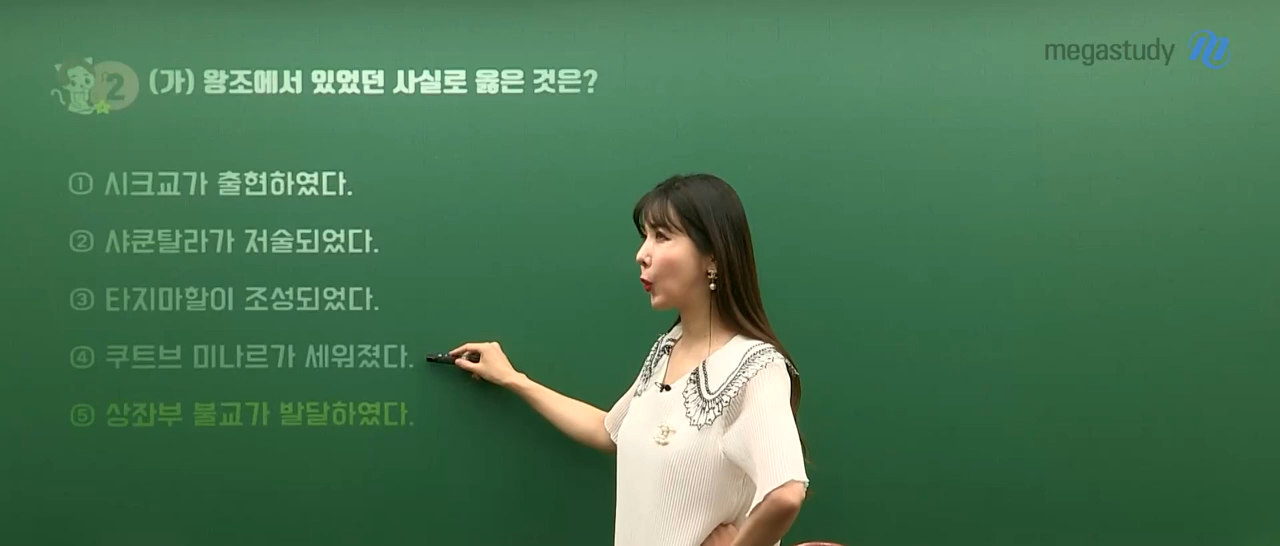 megastudy
2 (가) 왕조에서 있었던 사실로 옳은 것은?
① 시크교가 출현하였다.
② 샤쿤탈라가 저술되었다.
③ 타지마할이 조성되었다.
④ 쿠트브 미나르가 세워졌다.
⑤ 상좌부 불교가 발달하였다.